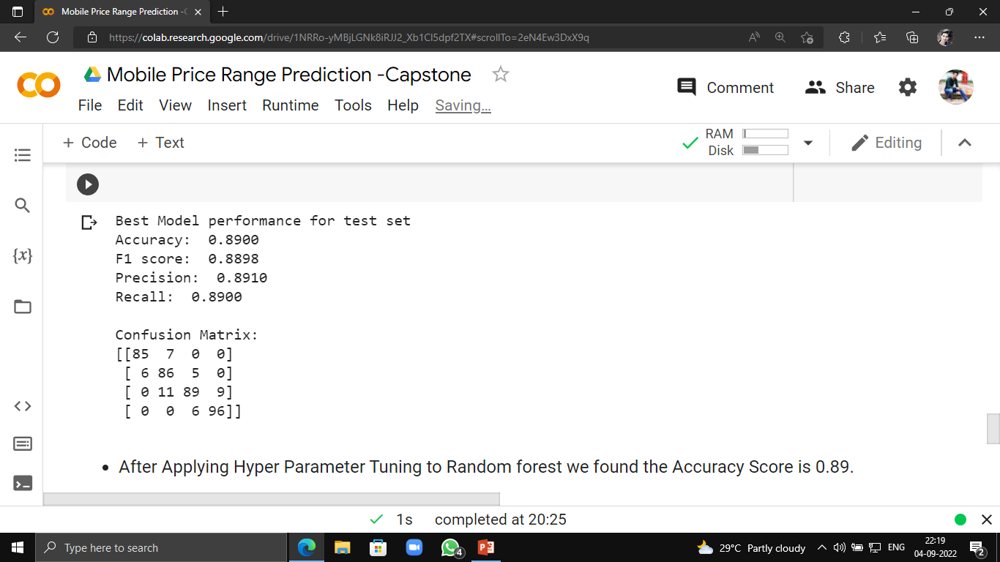 Mobile Price Range Prediction -C
https://colab.research.google.com/drive/1NRRo-yMBjLGNk8iRJJ2_Xb1Cl5dpf2TX#scrollTo=2eN4Ew3DxX9q
Mobile Price Range Prediction -Capstone
Comment
Share
File Edit View Insert Runtime Tools Help Saving...
+ Code + Text
RAM
Disk
Editing
{x}
Best Model performance for test set
Accuracy:  0.8900
F1 score:  0.8898
Precision:  0.8910
Recall:  0.8900
Confusion Matrix:
[[85  7  0  0]
 [ 6 86  5  0]
 [ 0 11 89  9]
 [ 0  0  6 96]]
• After Applying Hyper Parameter Tuning to Random forest we found the Accuracy Score is 0.89.
1s completed at 20:25
Type here to search
4
29°C Partly cloudy
ENG
22:19
04-09-2022
2